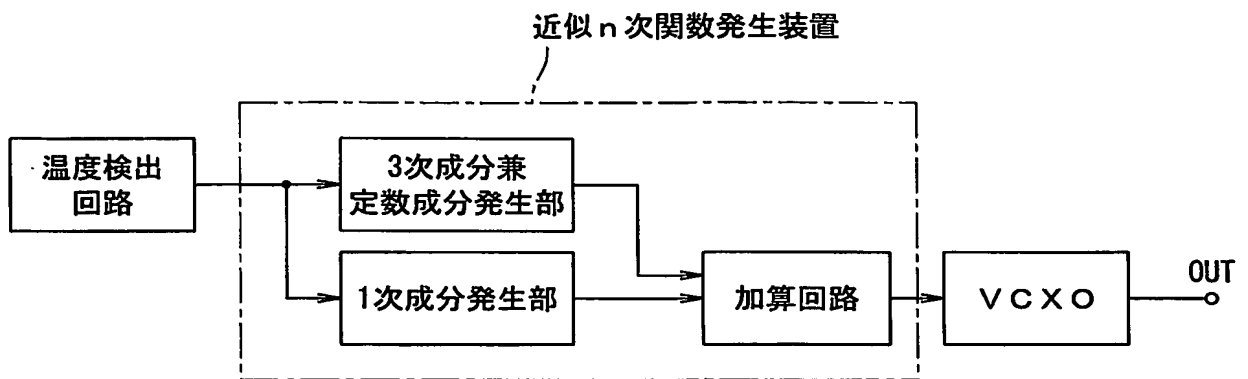 近似n次関数発生装置
温度検出
回路
3次成分兼
定数成分発生部
1次成分発生部
加算回路
VCXO
OUT